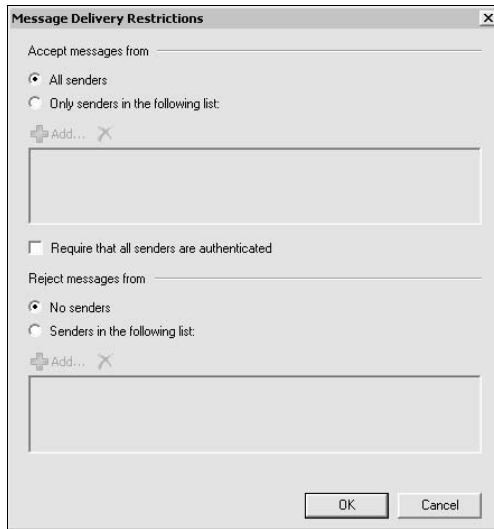 Message Delivery Restrictions
Accept messages from
All senders
Only senders in the following list:
Add...
Require that all senders are authenticated
Reject messages from
No senders
Senders in the following list:
Add...
OK Cancel